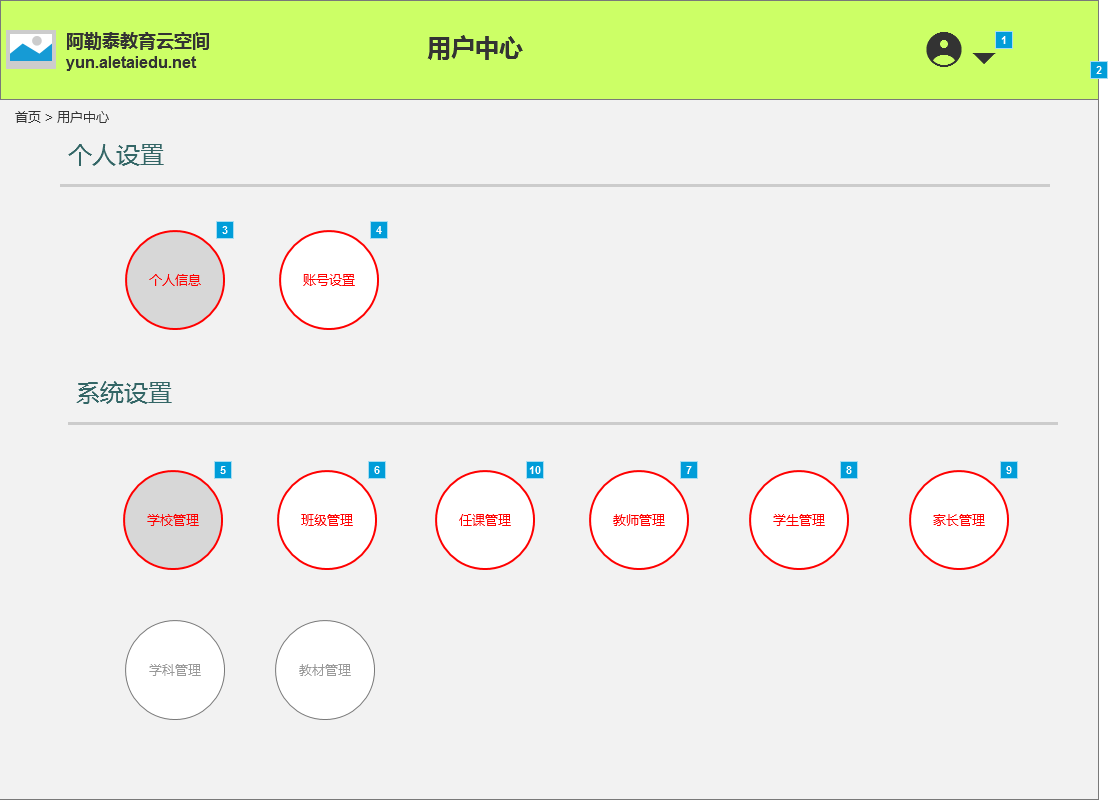 阿勒泰教育云空间
yun.aletaiedu.net
用户中心
1
2
首页 > 用户中心
个人设置
3
4
个人信息
账号设置
系统设置
5
6
10
7
8
9
学校管理
班级管理
任课管理
教师管理
学生管理
家长管理
学科管理
教材管理